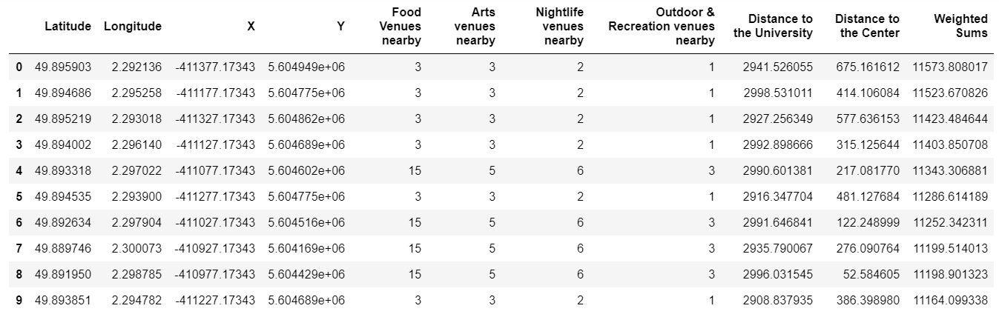 Latitude Longitude X Y Food Venues nearby Arts venues nearby Nightlife venues nearby Outdoor & Recreation venues nearby Distance to the University Distance to the Center Weighted Sums
0 49.895903 2.292136 -411377.17343 5.604949e+06 3 3 2 1 2941.526055 675.161612 11573.808017
1 49.894686 2.295258 -411177.17343 5.604775e+06 3 3 2 1 2998.531011 414.106084 11523.670826
2 49.895219 2.293018 -411327.17343 5.604862e+06 3 3 2 1 2927.256349 577.636153 11423.484644
3 49.894002 2.296140 -411127.17343 5.604689e+06 3 3 2 1 2992.898666 315.125644 11403.850708
4 49.893318 2.297022 -411077.17343 5.604602e+06 15 5 6 3 2990.601381 217.081770 11343.306881
5 49.894535 2.293900 -411277.17343 5.604775e+06 3 3 2 1 2916.347704 481.127684 11286.614189
6 49.892634 2.297904 -411027.17343 5.604516e+06 15 5 6 3 2991.646841 122.248999 11252.342311
7 49.889746 2.300073 -410927.17343 5.604169e+06 15 5 6 3 2935.790067 276.090764 11199.514013
8 49.891950 2.298785 -410977.17343 5.604429e+06 15 5 6 3 2996.031545 52.584605 11198.901323
9 49.893851 2.294782 -411227.17343 5.604689e+06 3 3 2 1 2908.837935 386.398980 11164.099338